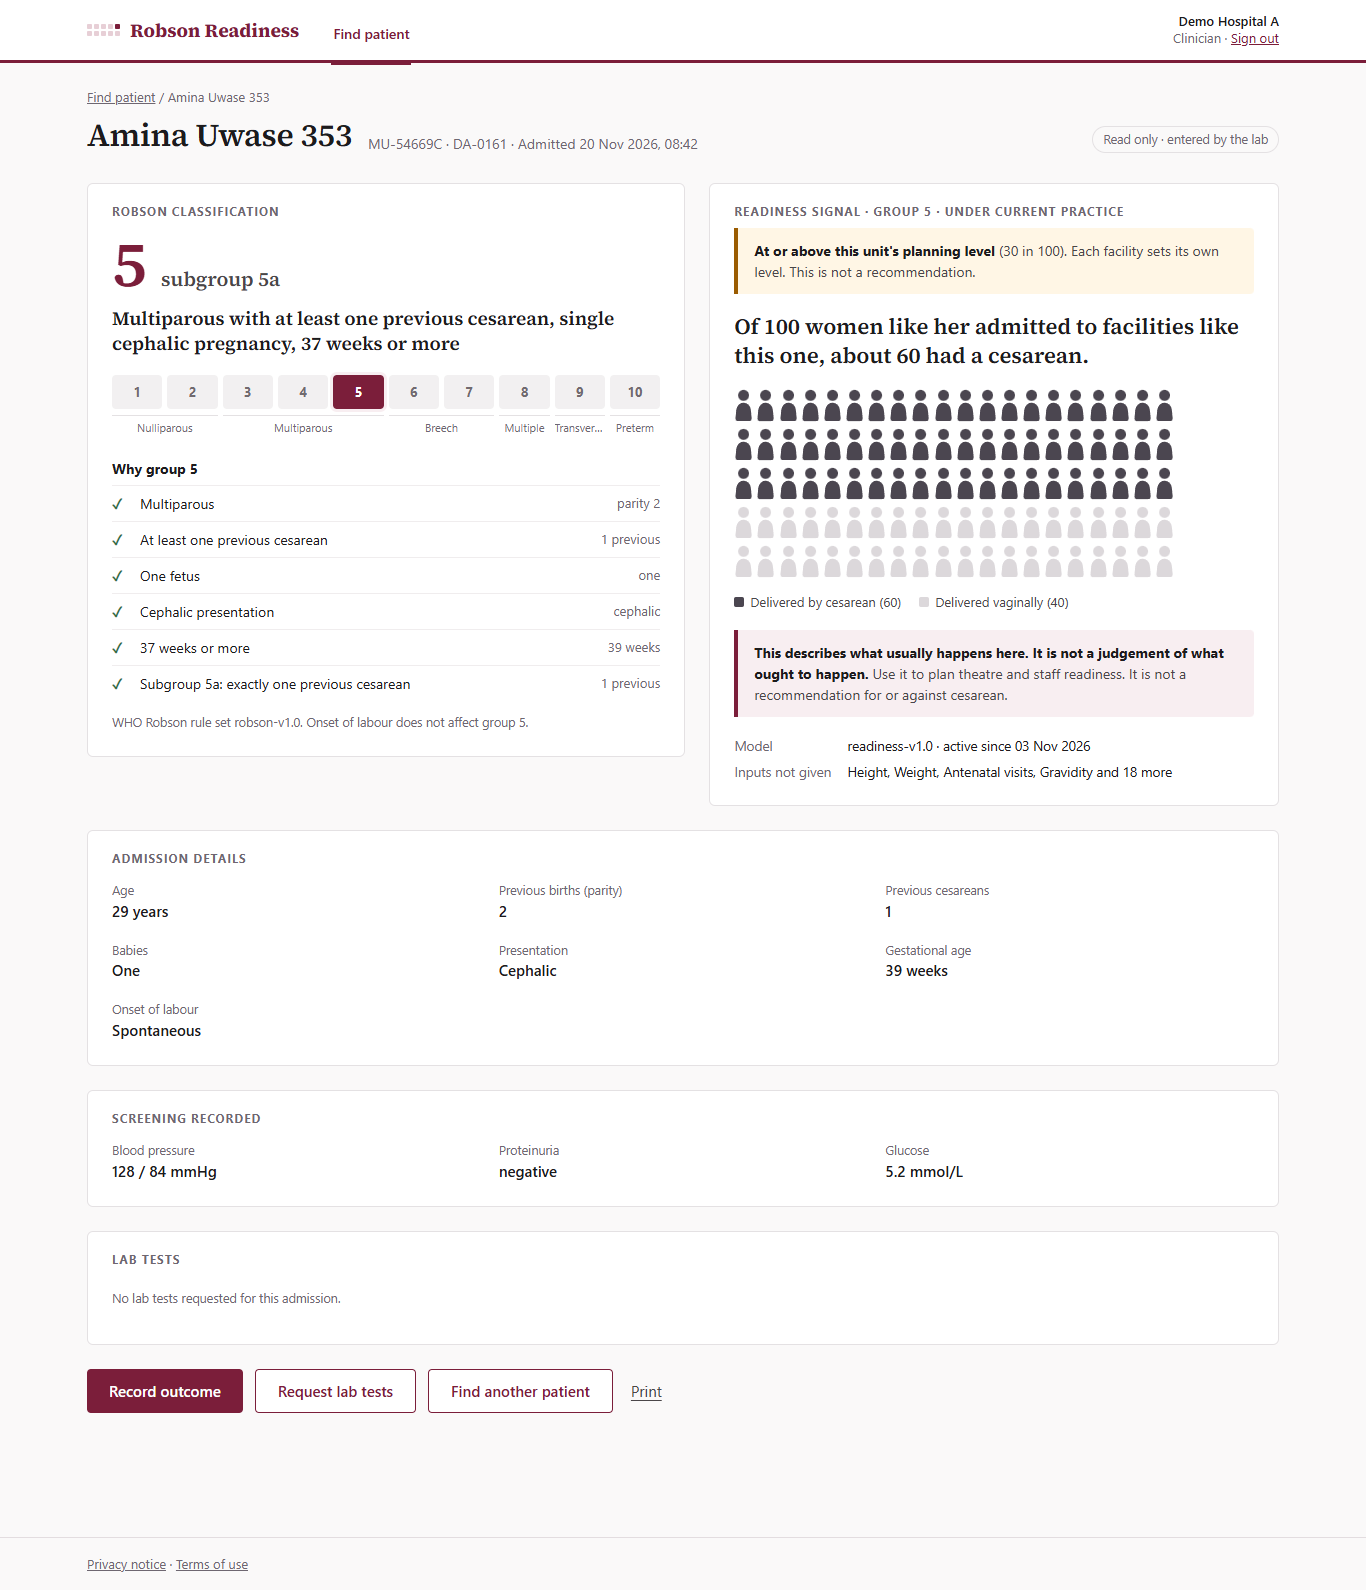 Robson Readiness
Find patient
Demo Hospital A
Clinician · Sign out
Find patient / Amina Uwase 353
Amina Uwase 353
MU-54669C · DA-0161 · Admitted 20 Nov 2026, 08:42
Read only · entered by the lab
ROBSON CLASSIFICATION
5 subgroup 5a
Multiparous with at least one previous cesarean, single
cephalic pregnancy, 37 weeks or more
1 2 3 4 5 6 7 8 9 10
Nulliparous Multiparous Breech Multiple Transver... Preterm
Why group 5
✓ Multiparous parity 2
✓ At least one previous cesarean 1 previous
✓ One fetus one
✓ Cephalic presentation cephalic
✓ 37 weeks or more 39 weeks
✓ Subgroup 5a: exactly one previous cesarean 1 previous
WHO Robson rule set robson-v1.0. Onset of labour does not affect group 5.
READINESS SIGNAL · GROUP 5 · UNDER CURRENT PRACTICE
At or above this unit's planning level (30 in 100). Each facility sets its own
level. This is not a recommendation.
Of 100 women like her admitted to facilities like
this one, about 60 had a cesarean.
Delivered by cesarean (60) Delivered vaginally (40)
This describes what usually happens here. It is not a judgement of what
ought to happen. Use it to plan theatre and staff readiness. It is not a
recommendation for or against cesarean.
Model readiness-v1.0 · active since 03 Nov 2026
Inputs not given Height, Weight, Antenatal visits, Gravidity and 18 more
ADMISSION DETAILS
Age Previous births (parity) Previous cesareans
29 years 2 1
Babies Presentation Gestational age
One Cephalic 39 weeks
Onset of labour
Spontaneous
SCREENING RECORDED
Blood pressure Proteinuria Glucose
128 / 84 mmHg negative 5.2 mmol/L
LAB TESTS
No lab tests requested for this admission.
Record outcome Request lab tests Find another patient Print
Privacy notice · Terms of use